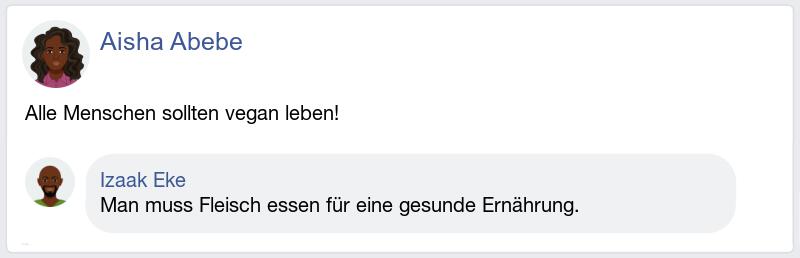 Aisha Abebe
Alle Menschen sollten vegan leben!
Izaak Eke
Man muss Fleisch essen für eine gesunde Ernährung.